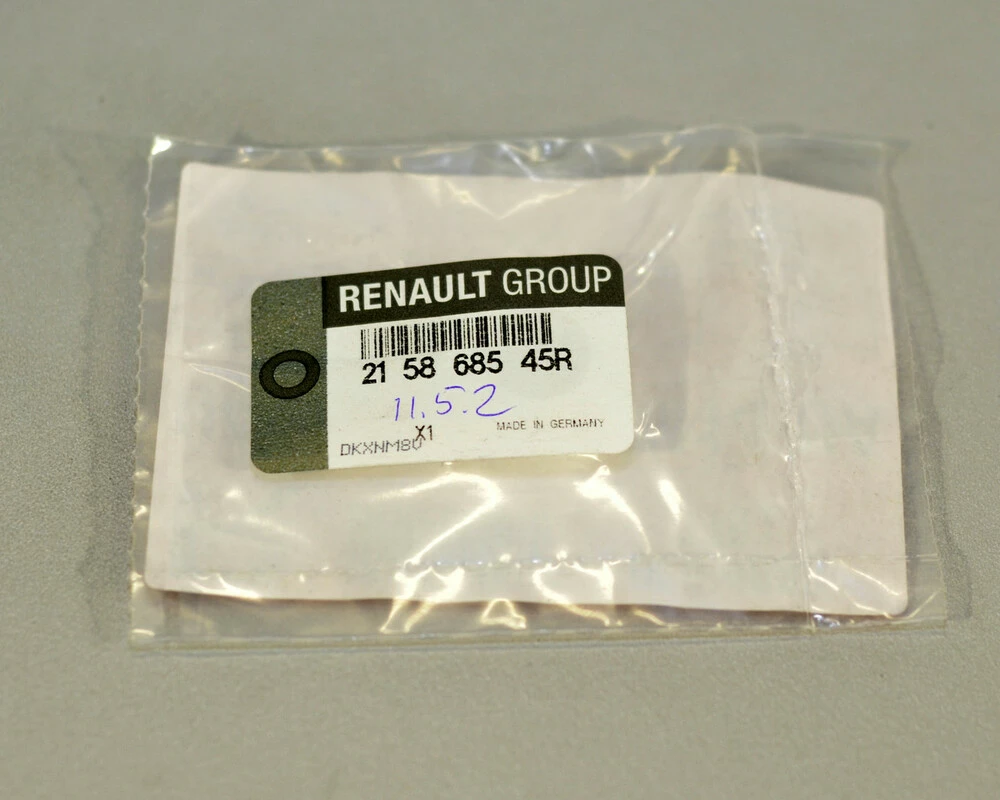 RENAULT GROUP
21 58 685 45R
11.5.2
X1
MADE IN GERMANY
DKXNM80